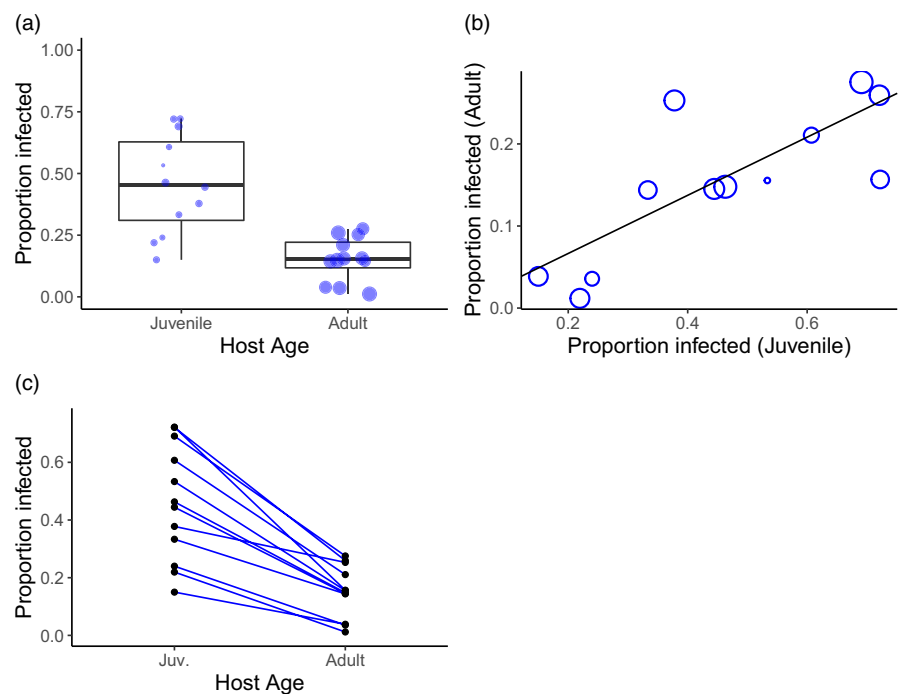 (a)
1.00
0.75
0.50
0.25
0.00
Proportion infected
Juvenile
Adult
Host Age
(b)
0.2
0.1
0.0
Proportion infected (Adult)
0.2
0.4
0.6
Proportion infected (Juvenile)
(c)
0.6
0.4
0.2
0.0
Proportion infected
Juv.
Adult
Host Age